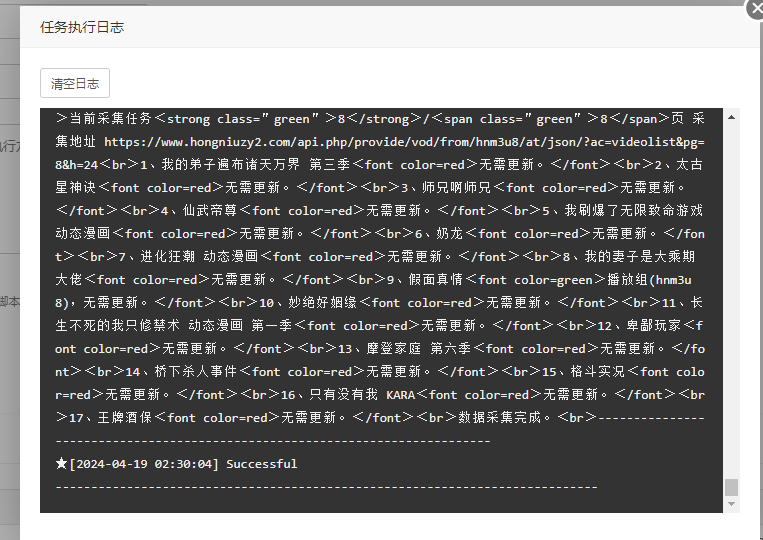 任务执行日志
清空日志
>当前采集任务<strong class="green">8</strong>/<span class="green">8</span>页 采
集地址 https://www.hongniuzy2.com/api.php/provide/vod/from/hnm3u8/at/json/?ac=videolist&pg=
8&h=24<br>1、我的弟子遍布诸天万界 第三季<font color=red>无需更新。</font><br>2、太古
星神诀<font color=red>无需更新。</font><br>3、师兄啊师兄<font color=red>无需更新。
</font><br>4、仙武帝尊<font color=red>无需更新。</font><br>5、我刷爆了无限致命游戏
动态漫画<font color=red>无需更新。</font><br>6、奶龙<font color=red>无需更新。</fon
t><br>7、进化狂潮 动态漫画<font color=red>无需更新。</font><br>8、我的妻子是大乘期
大佬<font color=red>无需更新。</font><br>9、假面真情<font color=green>播放组(hnm3u
8)，无需更新。</font><br>10、妙绝好姻缘<font color=red>无需更新。</font><br>11、长
生不死的我只修禁术 动态漫画 第一季<font color=red>无需更新。</font><br>12、卑鄙玩家<f
ont color=red>无需更新。</font><br>13、摩登家庭 第六季<font color=red>无需更新。</fo
nt><br>14、桥下杀人事件<font color=red>无需更新。</font><br>15、格斗实况<font colo
r=red>无需更新。</font><br>16、只有没有我 KARA<font color=red>无需更新。</font><br
>17、王牌酒保<font color=red>无需更新。</font><br>数据采集完成。<br>---------------
--------------------------------------------------------------
★[2024-04-19 02:30:04] Successful
-----------------------------------------------------------------------------
执行方
脚本